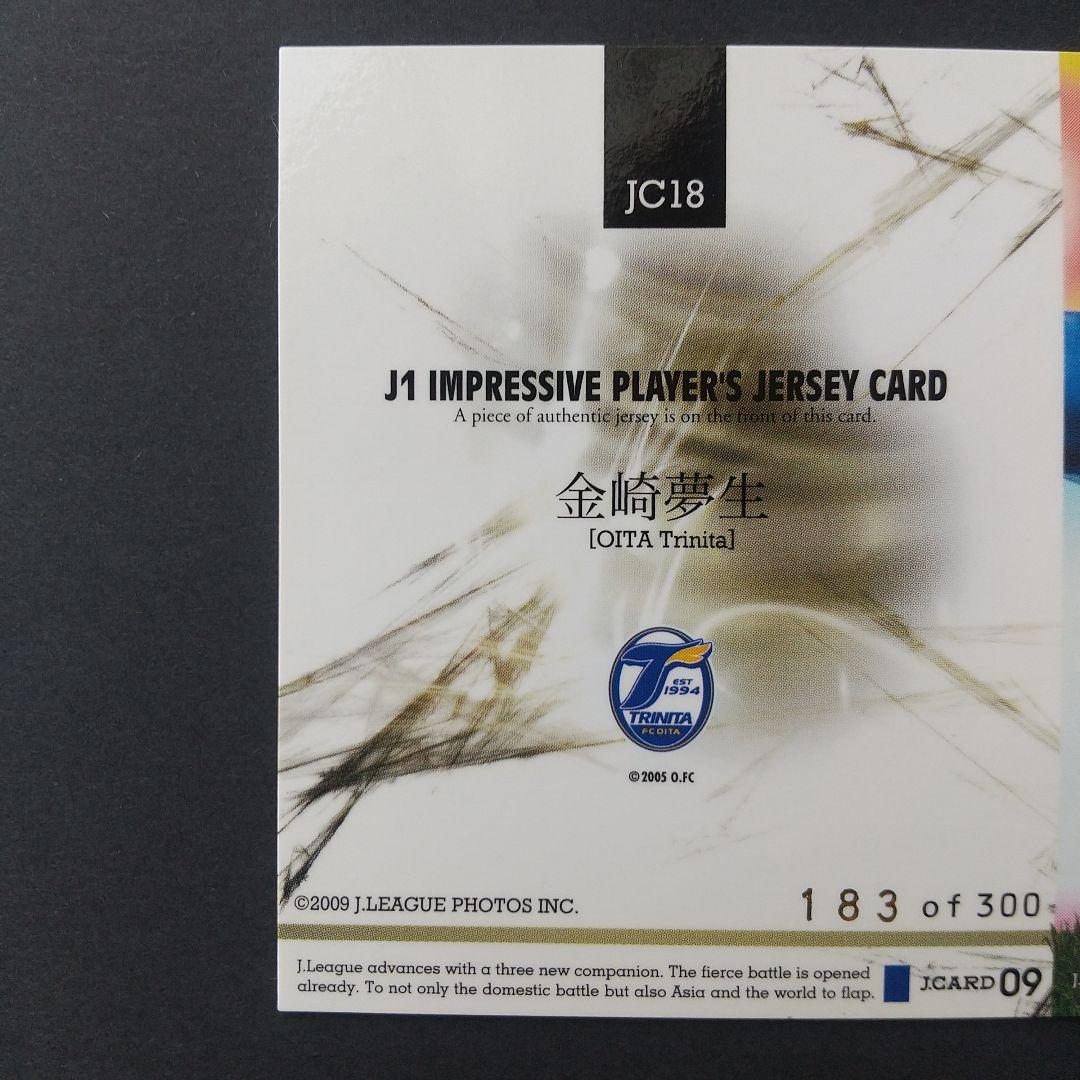 JC18
J1 IMPRESSIVE PLAYER'S JERSEY CARD
A piece of authentic jersey is on the front of this card.
金崎夢生
[OITA Trinita]
EST
1994
TRINITA
FC OITA
©2005 O.FC
©2009 J.LEAGUE PHOTOS INC.
183 of 300
J.League advances with a three new companion. The fierce battle is opened
already. To not only the domestic battle but also Asia and the world to flap.
J.CARD 09